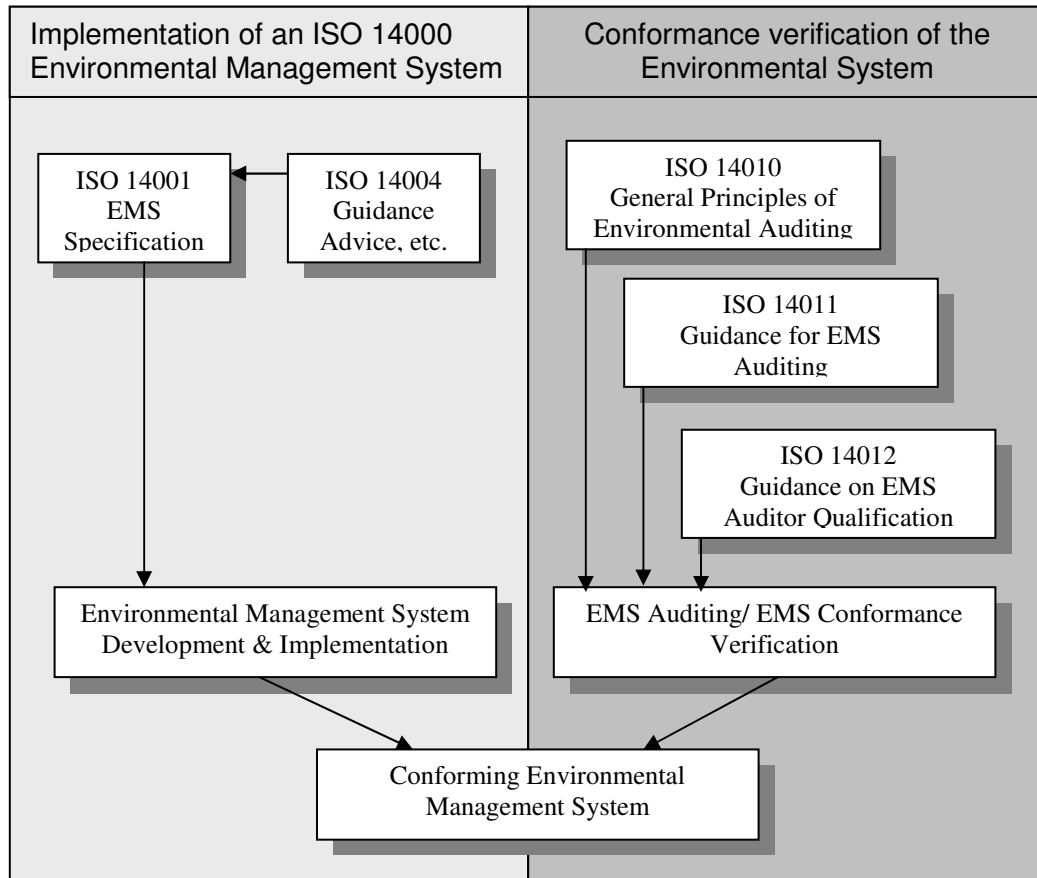 Implementation of an ISO 14000
Environmental Management System
Conformance verification of the
Environmental System
ISO 14001
EMS
Specification
ISO 14004
Guidance
Advice, etc.
ISO 14010
General Principles of
Environmental Auditing
ISO 14011
Guidance for EMS
Auditing
ISO 14012
Guidance on EMS
Auditor Qualification
Environmental Management System
Development & Implementation
EMS Auditing/ EMS Conformance
Verification
Conforming Environmental
Management System